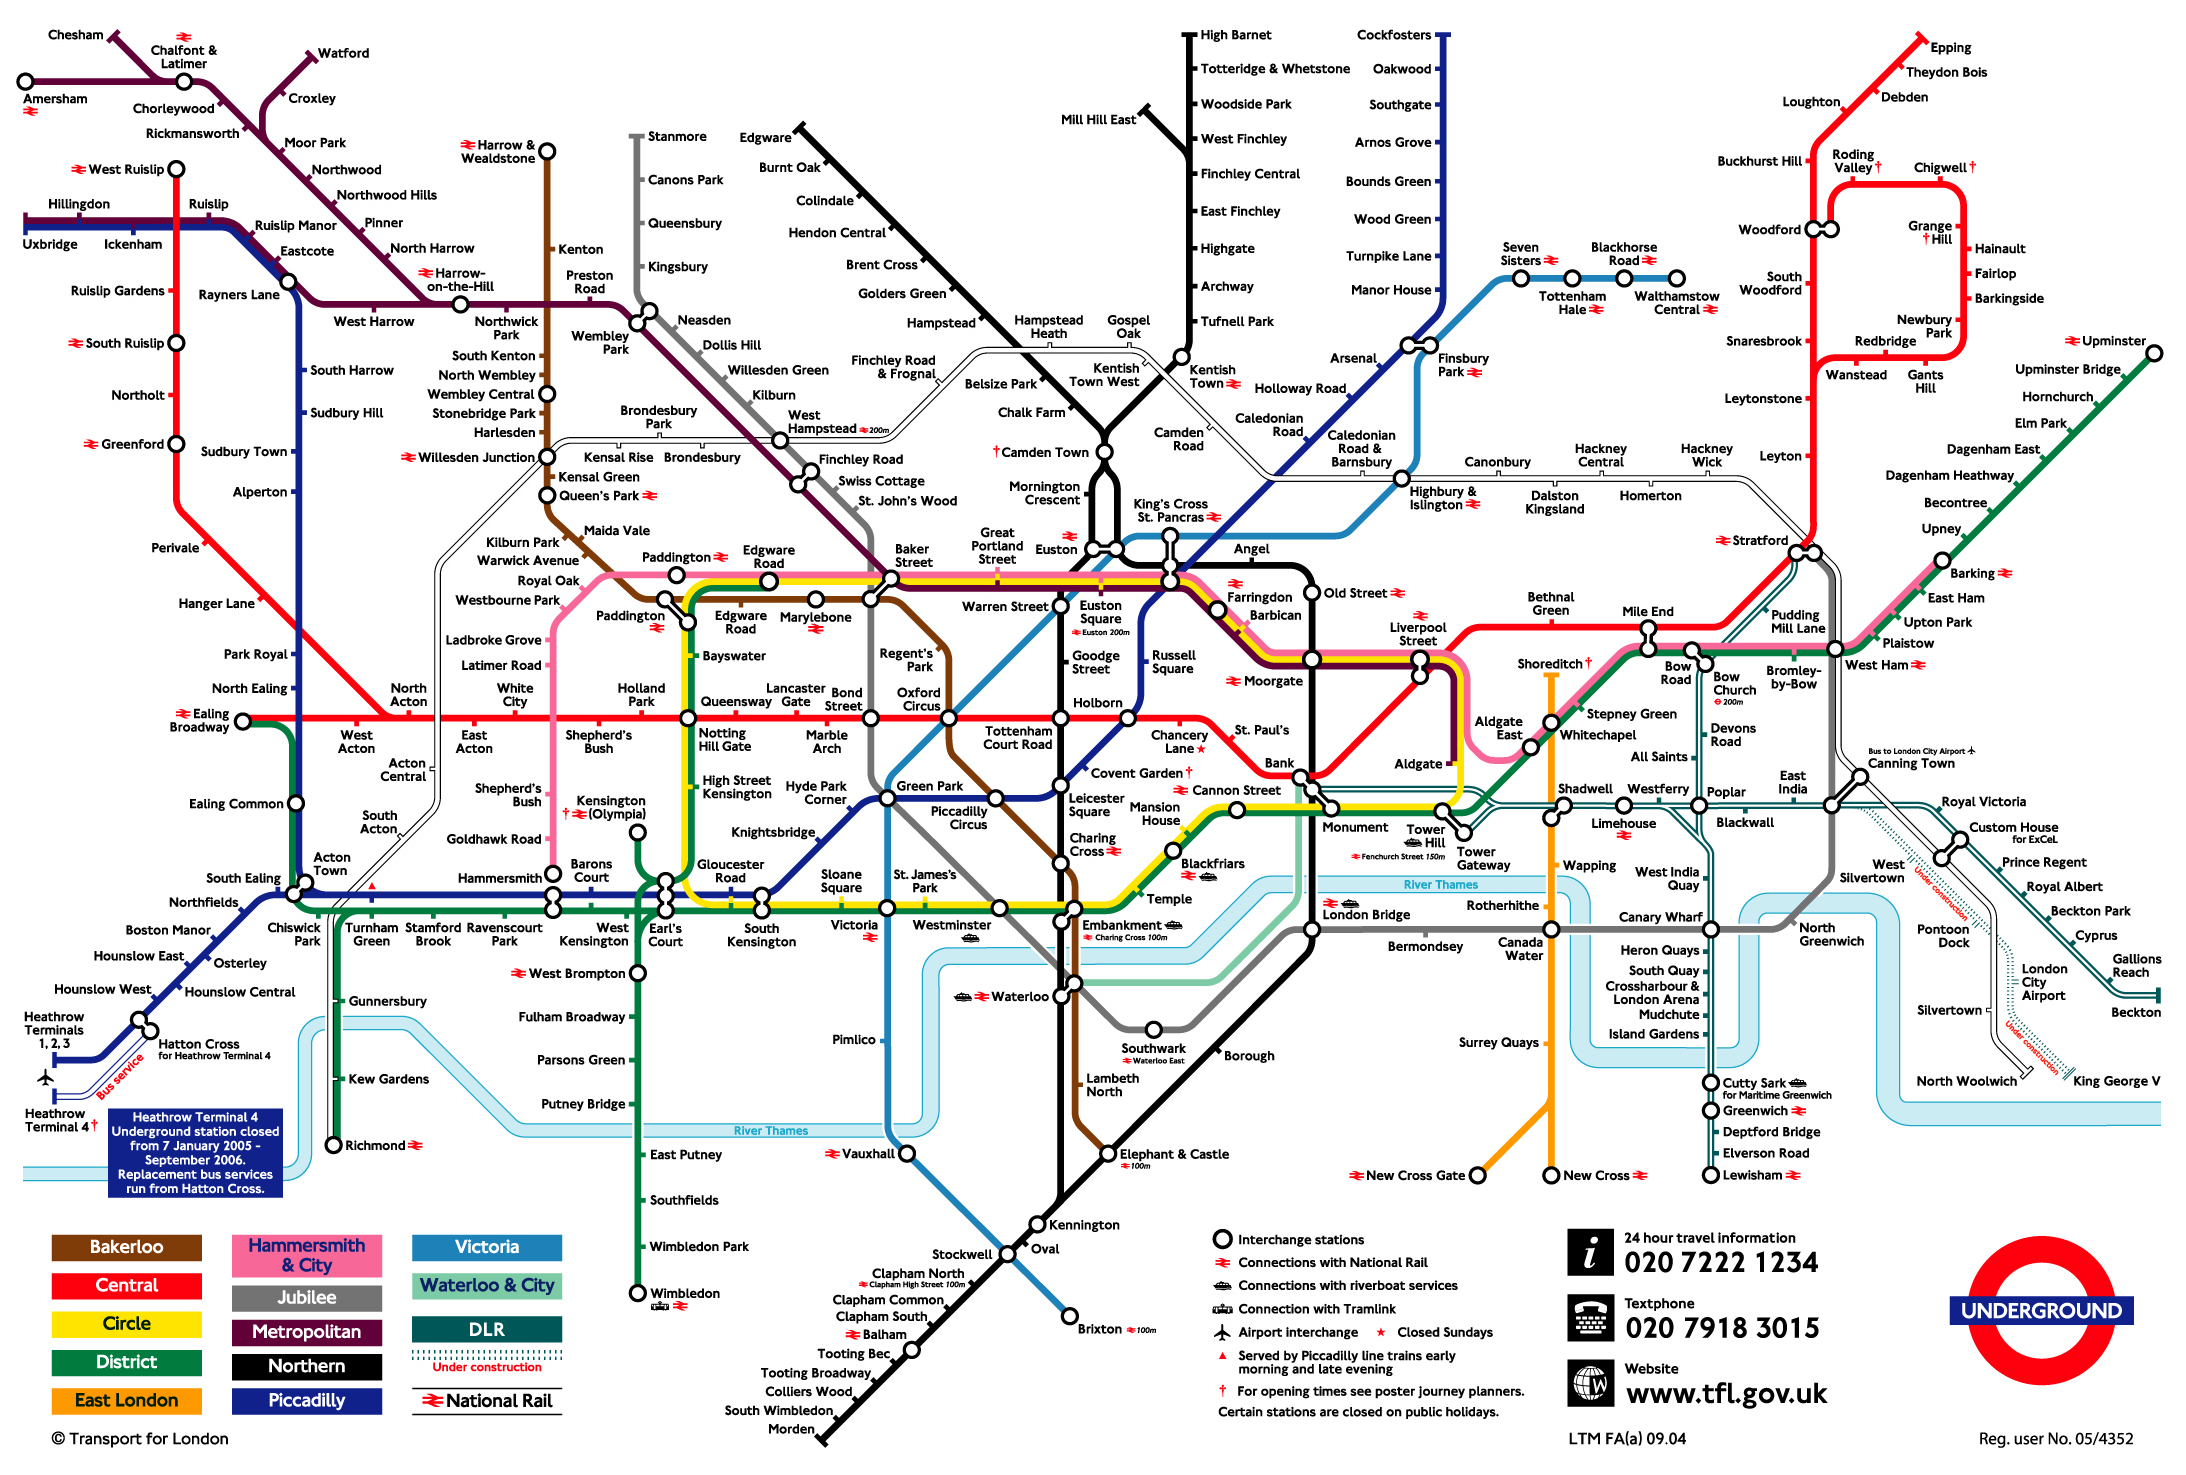 Chesham
Chalfont &
Latimer
Watford
Amersham
Chorleywood
Croxley
Rickmansworth
Moor Park
Northwood
Northwood Hills
Pinner
North Harrow
Harrow-
on-the-Hill
West Ruislip
Hillingdon
Ruislip
Ruislip Manor
Eastcote
Uxbridge
Ickenham
Rayners Lane
Ruislip Gardens
South Ruislip
Northolt
Greenford
Perivale
Hanger Lane
West Harrow
Northwick
Park
Preston
Road
Wembley
Park
Harrow &
Wealdstone
Kenton
South Kenton
North Wembley
Wembley Central
Stonebridge Park
Harlesden
Willesden Junction
Kensal Green
Queen's Park
Kilburn Park
Maida Vale
Warwick Avenue
Royal Oak
Westbourne Park
Ladbroke Grove
Latimer Road
Stanmore
Canons Park
Queensbury
Kingsbury
Neasden
Dollis Hill
Willesden Green
Kilburn
West
Hampstead
200m
Finchley Road
Swiss Cottage
St. John's Wood
Brondesbury
Park
Kensal Rise
Brondesbury
Finchley Road
& Frognal
Hampstead
Heath
Gospel
Oak
Kentish
Town West
Camden
Road
Caledonian
Road &
Barnsbury
Canonbury
Dalston
Kingsland
Hackney
Central
Homerton
Hackney
Wick
Edgware
Burnt Oak
Colindale
Hendon Central
Brent Cross
Golders Green
Hampstead
Belsize Park
Chalk Farm
Camden Town
Mornington
Crescent
Euston
High Barnet
Totteridge & Whetstone
Woodside Park
West Finchley
Mill Hill East
Finchley Central
East Finchley
Highgate
Archway
Tufnell Park
Kentish
Town
Cockfosters
Oakwood
Southgate
Arnos Grove
Bounds Green
Wood Green
Turnpike Lane
Manor House
Arsenal
Finsbury
Park
Holloway Road
Caledonian
Road
Seven
Sisters
Blackhorse
Road
Tottenham
Hale
Walthamstow
Central
Highbury &
Islington
King's Cross
St. Pancras
Angel
Old Street
Epping
Theydon Bois
Debden
Loughton
Buckhurst Hill
Roding
Valley †
Chigwell †
Grange
† Hill
Hainault
Fairlop
Barkingside
Newbury
Park
Woodford
South
Woodford
Snaresbrook
Redbridge
Wanstead
Gants
Hill
Leytonstone
Leyton
Stratford
Upminster
Upminster Bridge
Hornchurch
Elm Park
Dagenham East
Dagenham Heathway
Becontree
Upney
Barking
East Ham
Upton Park
Plaistow
West Ham
Sudbury Hill
South Harrow
Sudbury Town
Alperton
Park Royal
North Ealing
Ealing
Broadway
West
Acton
North
Acton
East
Acton
White
City
Shepherd's
Bush
Holland
Park
Notting
Hill Gate
Queensway
Lancaster
Gate
Marble
Arch
Bond
Street
Oxford
Circus
Tottenham
Court Road
Holborn
Chancery
Lane
St. Paul's
Bank
Liverpool
Street
Bethnal
Green
Mile End
Paddington
Edgware
Road
Baker
Street
Great
Portland
Street
Paddington
Edgware
Road
Marylebone
Warren Street
Euston
Square
Euston 200m
Farringdon
Barbican
Moorgate
Regent's
Park
Goodge
Street
Russell
Square
Bayswater
High Street
Kensington
Shepherd's
Bush
Goldhawk Road
Hammersmith
Kensington
(Olympia)
Barons
Court
Gloucester
Road
Hyde Park
Corner
Knightsbridge
Green Park
Piccadilly
Circus
Leicester
Square
Covent Garden †
Charing
Cross
Cannon Street
Mansion
House
Blackfriars
Temple
Monument
Tower
Hill
Fenchurch Street 150m
Tower
Gateway
Aldgate
Aldgate
East
Shoreditch †
Whitechapel
Stepney Green
Bow
Road
Bow
Church
200m
Bromley-
by-Bow
Pudding
Mill Lane
Devons
Road
All Saints
Shadwell
Limehouse
Westferry
Poplar
Blackwall
East
India
Canning Town
Bus to London City Airport
Royal Victoria
Custom House
for ExCeL
Prince Regent
Royal Albert
Beckton Park
Cyprus
Gallions
Reach
Beckton
West
Silvertown
Under construction
Pontoon
Dock
London
City
Airport
Silvertown
Under construction
North Woolwich
King George V
Acton
Central
South
Acton
Ealing Common
Acton
Town
South Ealing
Northfields
Boston Manor
Hounslow East
Osterley
Hounslow West
Hounslow Central
Heathrow
Terminals
1, 2, 3
Hatton Cross
for Heathrow Terminal 4
Bus service
Heathrow
Terminal 4 †
Heathrow Terminal 4
Underground station closed
from 7 January 2005 -
September 2006.
Replacement bus services
run from Hatton Cross.
Chiswick
Park
Turnham
Green
Stamford
Brook
Ravenscourt
Park
West
Kensington
Earl's
Court
South
Kensington
Sloane
Square
Victoria
St. James's
Park
Westminster
Embankment
Charing Cross 100m
Gunnersbury
Kew Gardens
Richmond
West Brompton
Fulham Broadway
Parsons Green
Putney Bridge
East Putney
Southfields
Wimbledon Park
Wimbledon
River Thames
Pimlico
Vauxhall
Stockwell
Brixton
100m
Waterloo
Southwark
Waterloo East
Lambeth
North
Elephant & Castle
100m
Borough
London Bridge
Bermondsey
Canada
Water
River Thames
Wapping
Rotherhithe
Surrey Quays
New Cross Gate
New Cross
West India
Quay
Canary Wharf
Heron Quays
South Quay
Crossharbour &
London Arena
Mudchute
Island Gardens
Cutty Sark
for Maritime Greenwich
Greenwich
Deptford Bridge
Elverson Road
Lewisham
North
Greenwich
Kennington
Oval
Clapham North
Clapham High Street 100m
Clapham Common
Clapham South
Balham
Tooting Bec
Tooting Broadway
Colliers Wood
South Wimbledon
Morden
Bakerloo
Central
Circle
District
East London
Hammersmith
& City
Jubilee
Metropolitan
Northern
Piccadilly
Victoria
Waterloo & City
DLR
Under construction
National Rail
© Transport for London
Interchange stations
Connections with National Rail
Connections with riverboat services
Connection with Tramlink
Airport interchange
Closed Sundays
Served by Piccadilly line trains early
morning and late evening
† For opening times see poster journey planners.
Certain stations are closed on public holidays.
24 hour travel information
020 7222 1234
Textphone
020 7918 3015
Website
www.tfl.gov.uk
LTM FA(a) 09.04
UNDERGROUND
Reg. user No. 05/4352